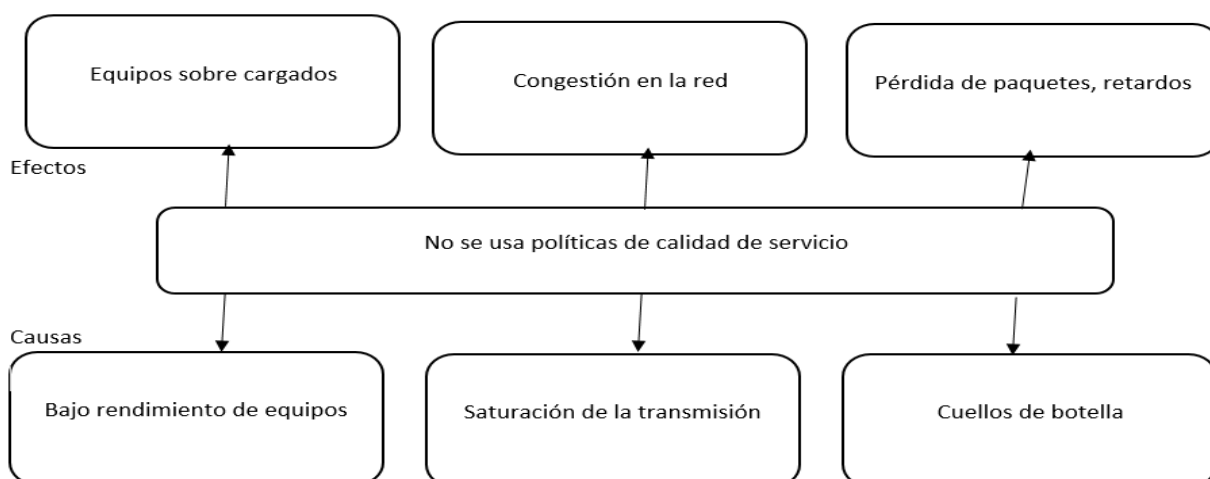 Equipos sobre cargados
Congestión en la red
Pérdida de paquetes, retardos
Efectos
No se usa políticas de calidad de servicio
Causas
Bajo rendimiento de equipos
Saturación de la transmisión
Cuellos de botella